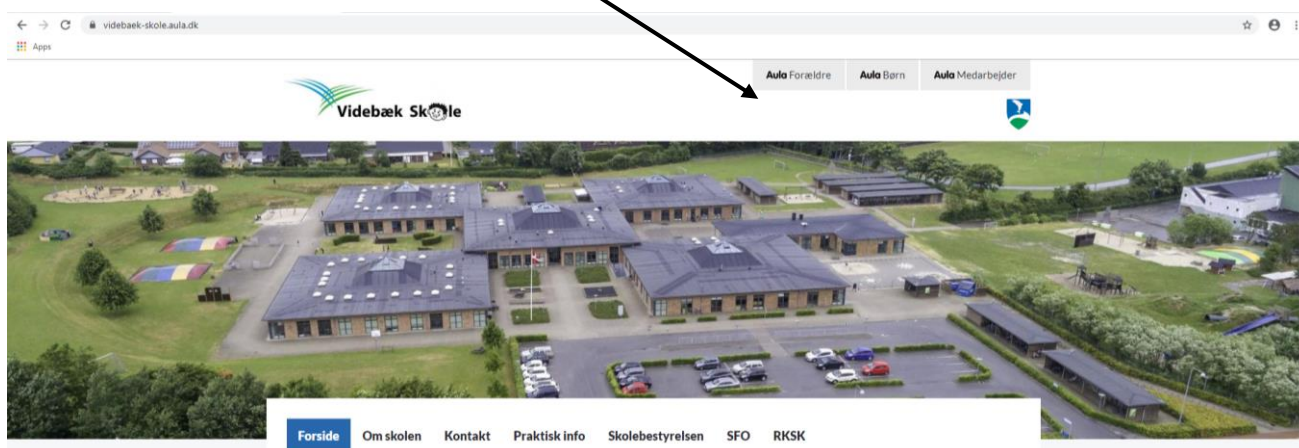 videbaek-skole.aula.dk
Apps
Aula Forældre Aula Børn Aula Medarbejder
Videbæk Skole
Forside Om skolen Kontakt Praktisk info Skolebestyrelsen SFO RKSK